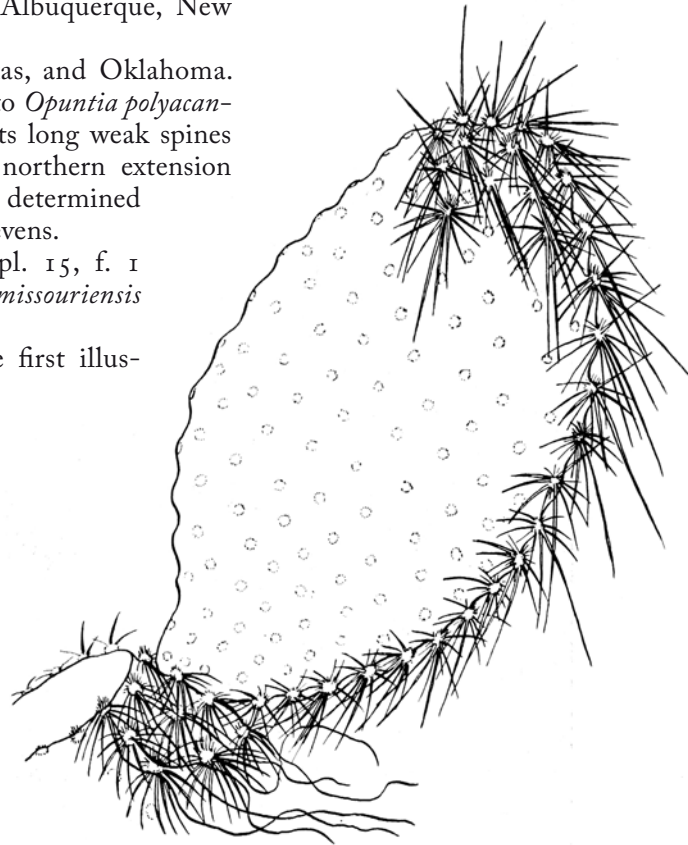 Albuquerque, New
as, and Oklahoma.
to Opuntia polyacan-
ts long weak spines
northern extension
determined
vens.
pl. 15, f. 1
missouriensis
e first illus-